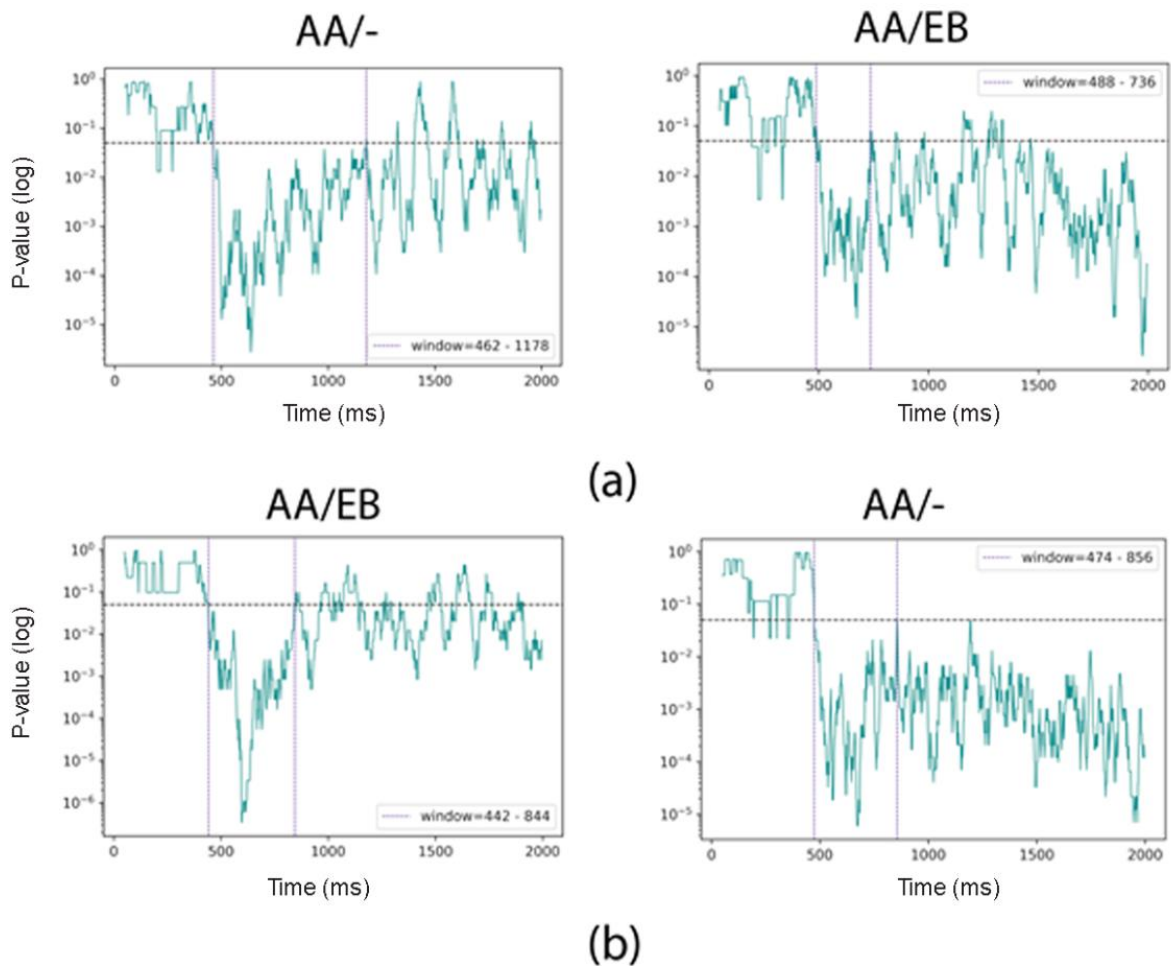 AA/-
AA/EB
P-value (log)
10⁰
10⁻¹
10⁻²
10⁻³
10⁻⁴
10⁻⁵
window=462 - 1178
0 500 1000 1500 2000
Time (ms)
10⁰
10⁻¹
10⁻²
10⁻³
10⁻⁴
10⁻⁵
window=488 - 736
0 500 1000 1500 2000
Time (ms)
(a)
AA/EB
AA/-
P-value (log)
10⁰
10⁻¹
10⁻²
10⁻³
10⁻⁴
10⁻⁵
10⁻⁶
window=442 - 844
0 500 1000 1500 2000
Time (ms)
10⁰
10⁻¹
10⁻²
10⁻³
10⁻⁴
10⁻⁵
window=474 - 856
0 500 1000 1500 2000
Time (ms)
(b)